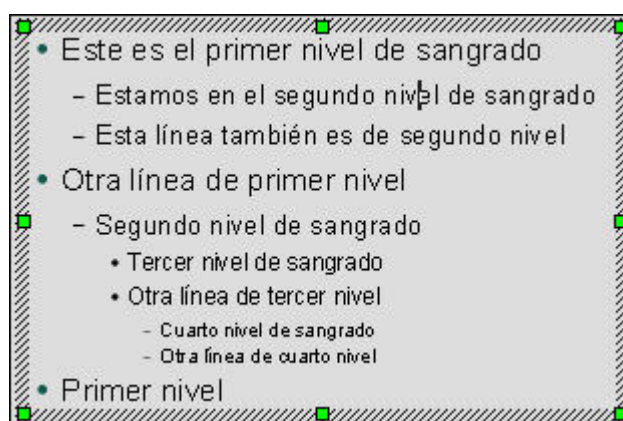 • Este es el primer nivel de sangrado
– Estamos en el segundo nivel de sangrado
– Esta línea también es de segundo nivel
• Otra línea de primer nivel
– Segundo nivel de sangrado
• Tercer nivel de sangrado
• Otra línea de tercer nivel
– Cuarto nivel de sangrado
– Otra línea de cuarto nivel
• Primer nivel